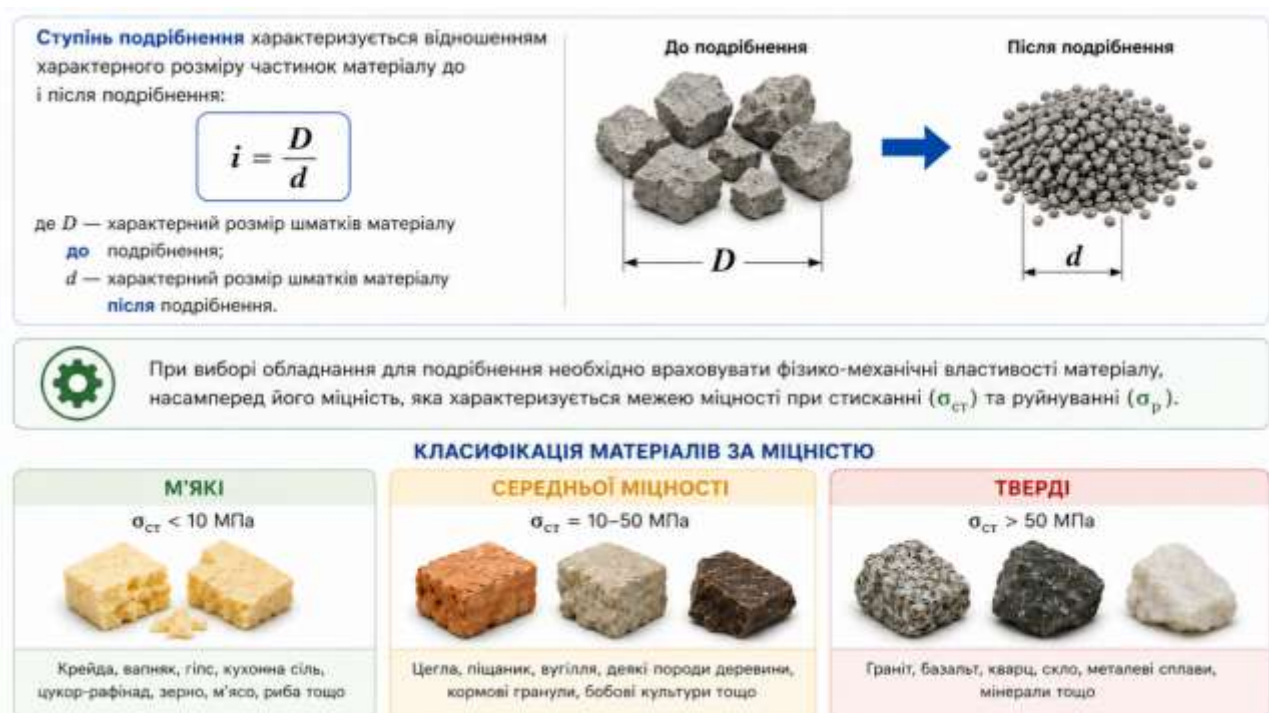 Ступінь подрібнення характеризується відношенням
характерного розміру частинок матеріалу до
і після подрібнення:
i = D / d
де D — характерний розмір шматків матеріалу
до подрібнення;
d — характерний розмір шматків матеріалу
після подрібнення.
До подрібнення
D
Після подрібнення
d
При виборі обладнання для подрібнення необхідно враховувати фізико-механічні властивості матеріалу,
насамперед його міцність, яка характеризується межею міцності при стисканні (σст) та руйнуванні (σр).
КЛАСИФІКАЦІЯ МАТЕРІАЛІВ ЗА МІЦНІСТЮ
М'ЯКІ
σст < 10 МПа
Крейда, вапняк, гіпс, кухонна сіль,
цукор-рафінад, зерно, м'ясо, риба тощо
СЕРЕДНЬОЇ МІЦНОСТІ
σст = 10–50 МПа
Цегла, піщаник, вугілля, деякі породи деревини,
кормові гранули, бобові культури тощо
ТВЕРДІ
σст > 50 МПа
Граніт, базальт, кварц, скло, металеві сплави,
мінерали тощо